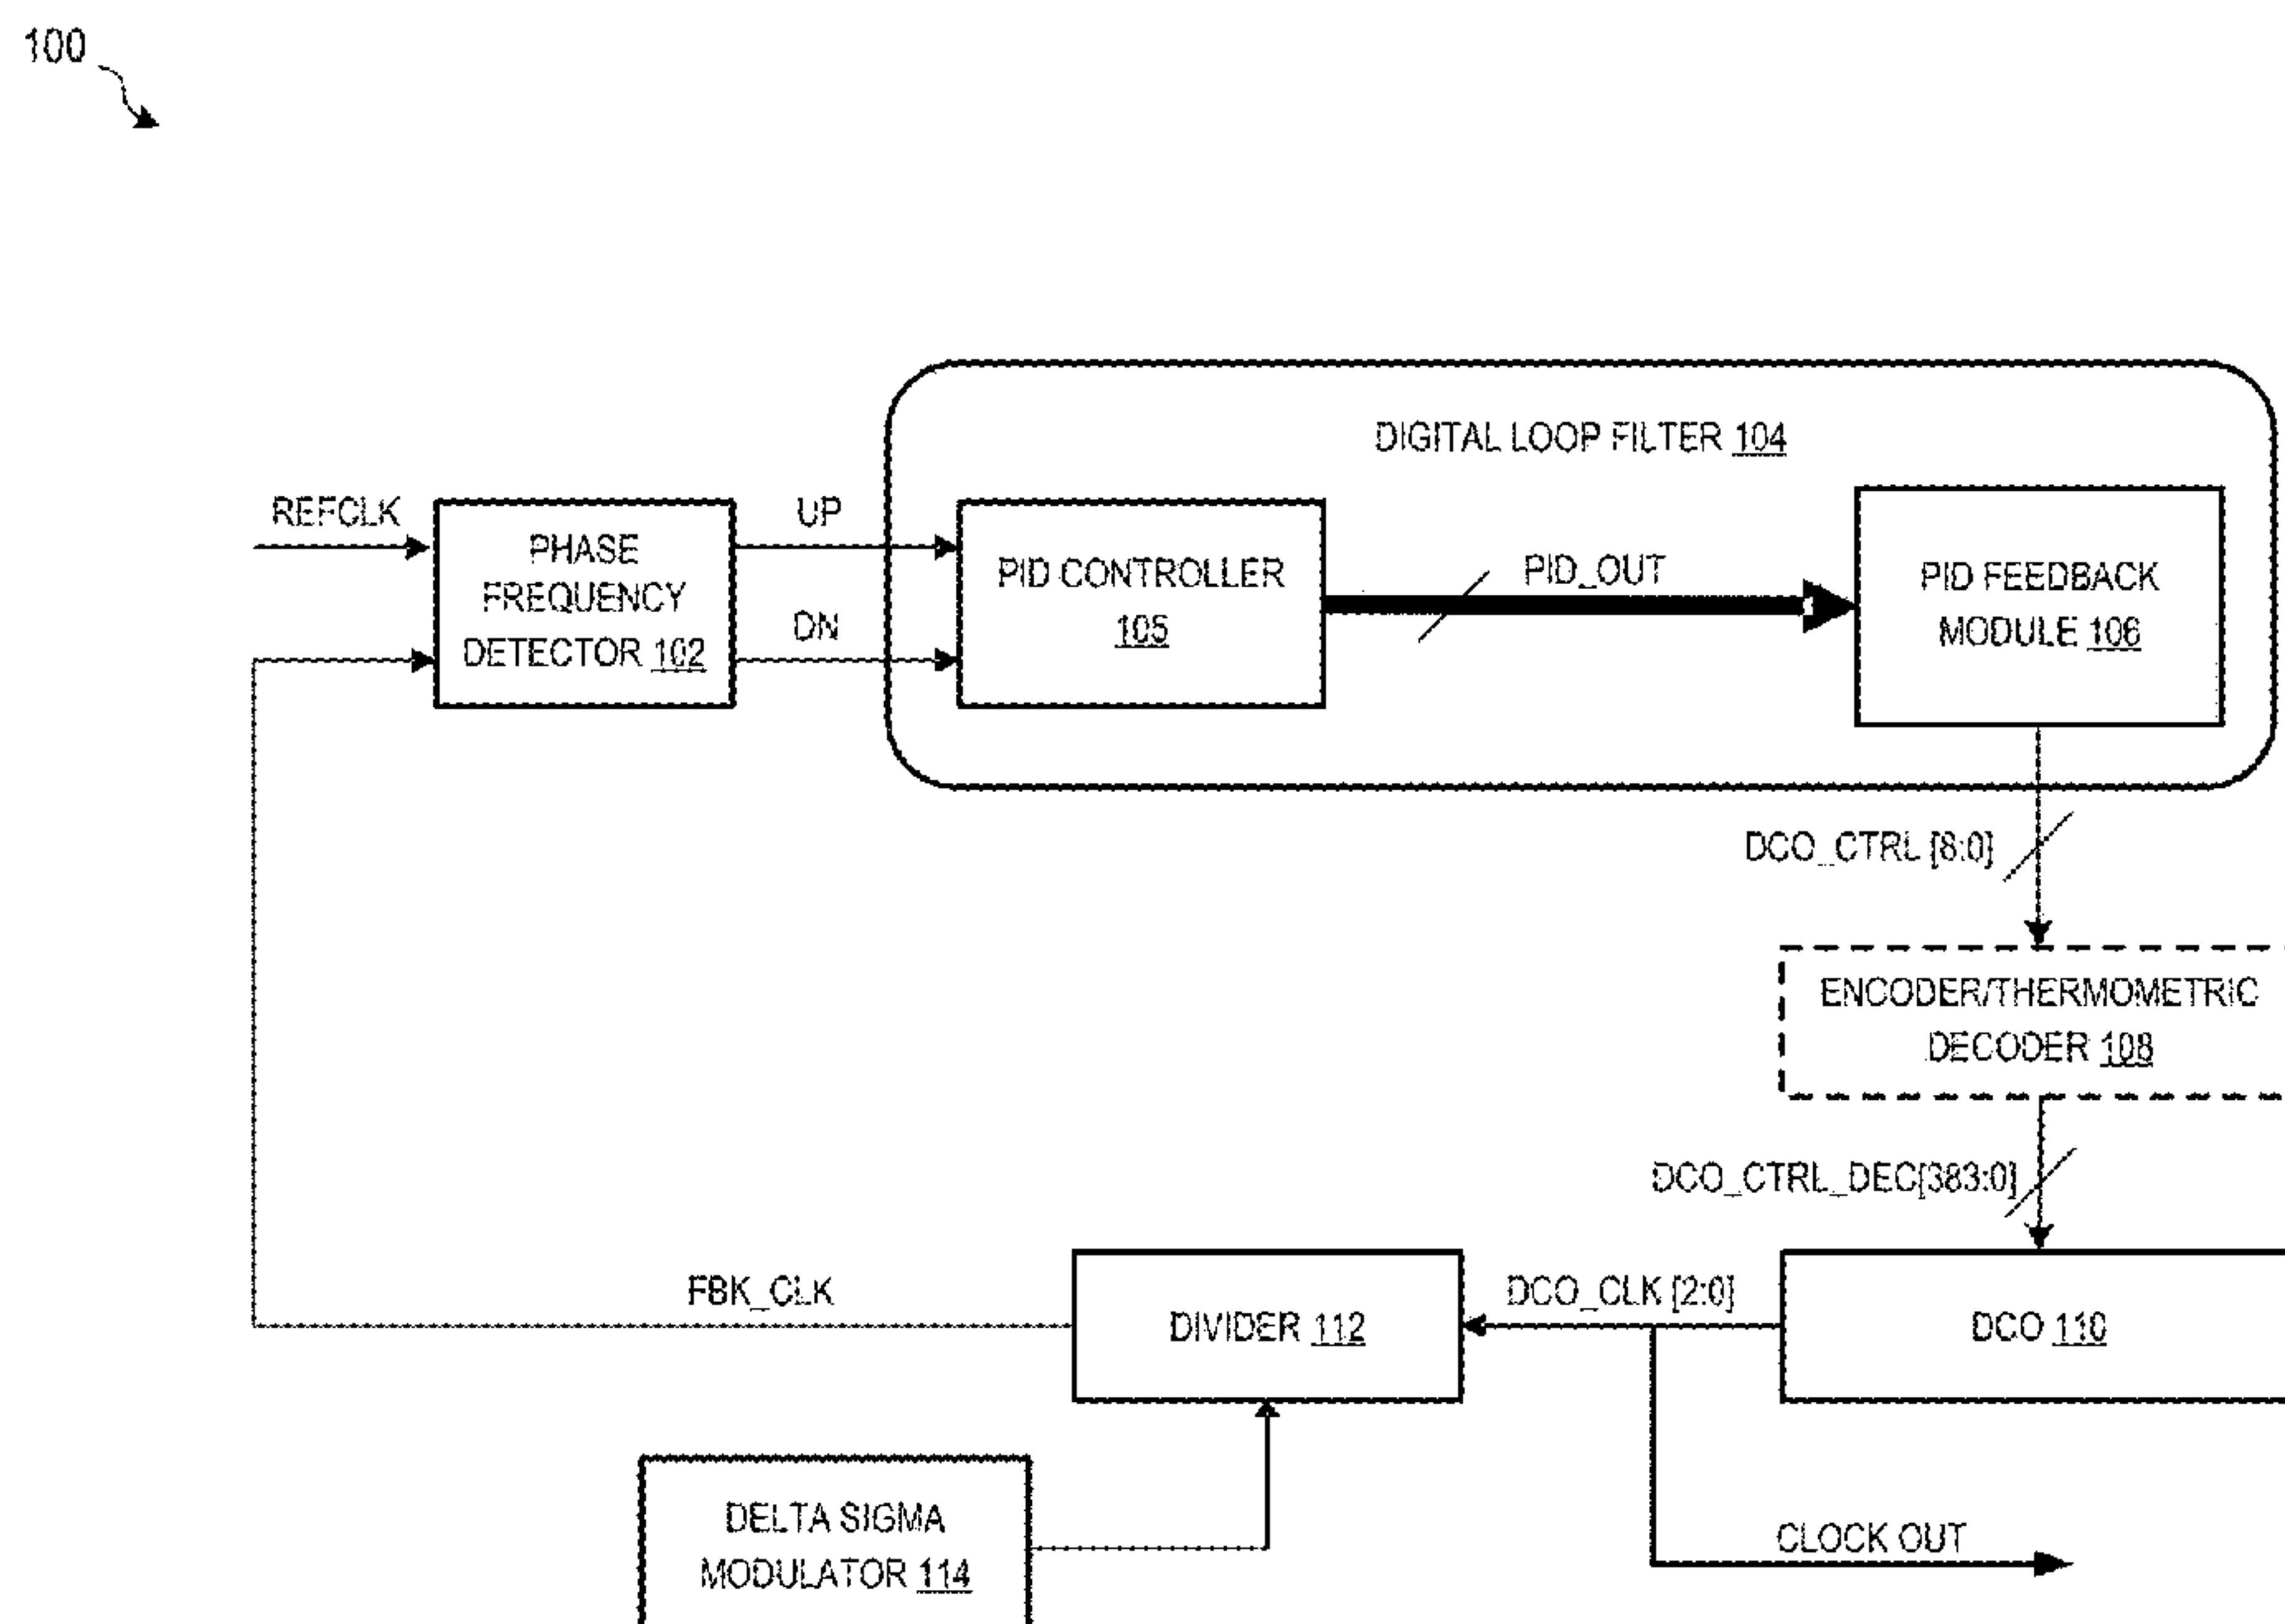 100
DIGITAL LOOP FILTER 104
REFCLK
UP
DN
PHASE
FREQUENCY
DETECTOR 102
PID CONTROLLER
105
PID_OUT
PID FEEDBACK
MODULE 106
DCO_CTRL [8:0]
ENCODER/THERMOMETRIC
DECODER 108
DCO_CTRL_DEC[383:0]
FBK_CLK
DIVIDER 112
DCO_CLK [2:0]
DCO 110
DELTA SIGMA
MODULATOR 114
CLOCK OUT